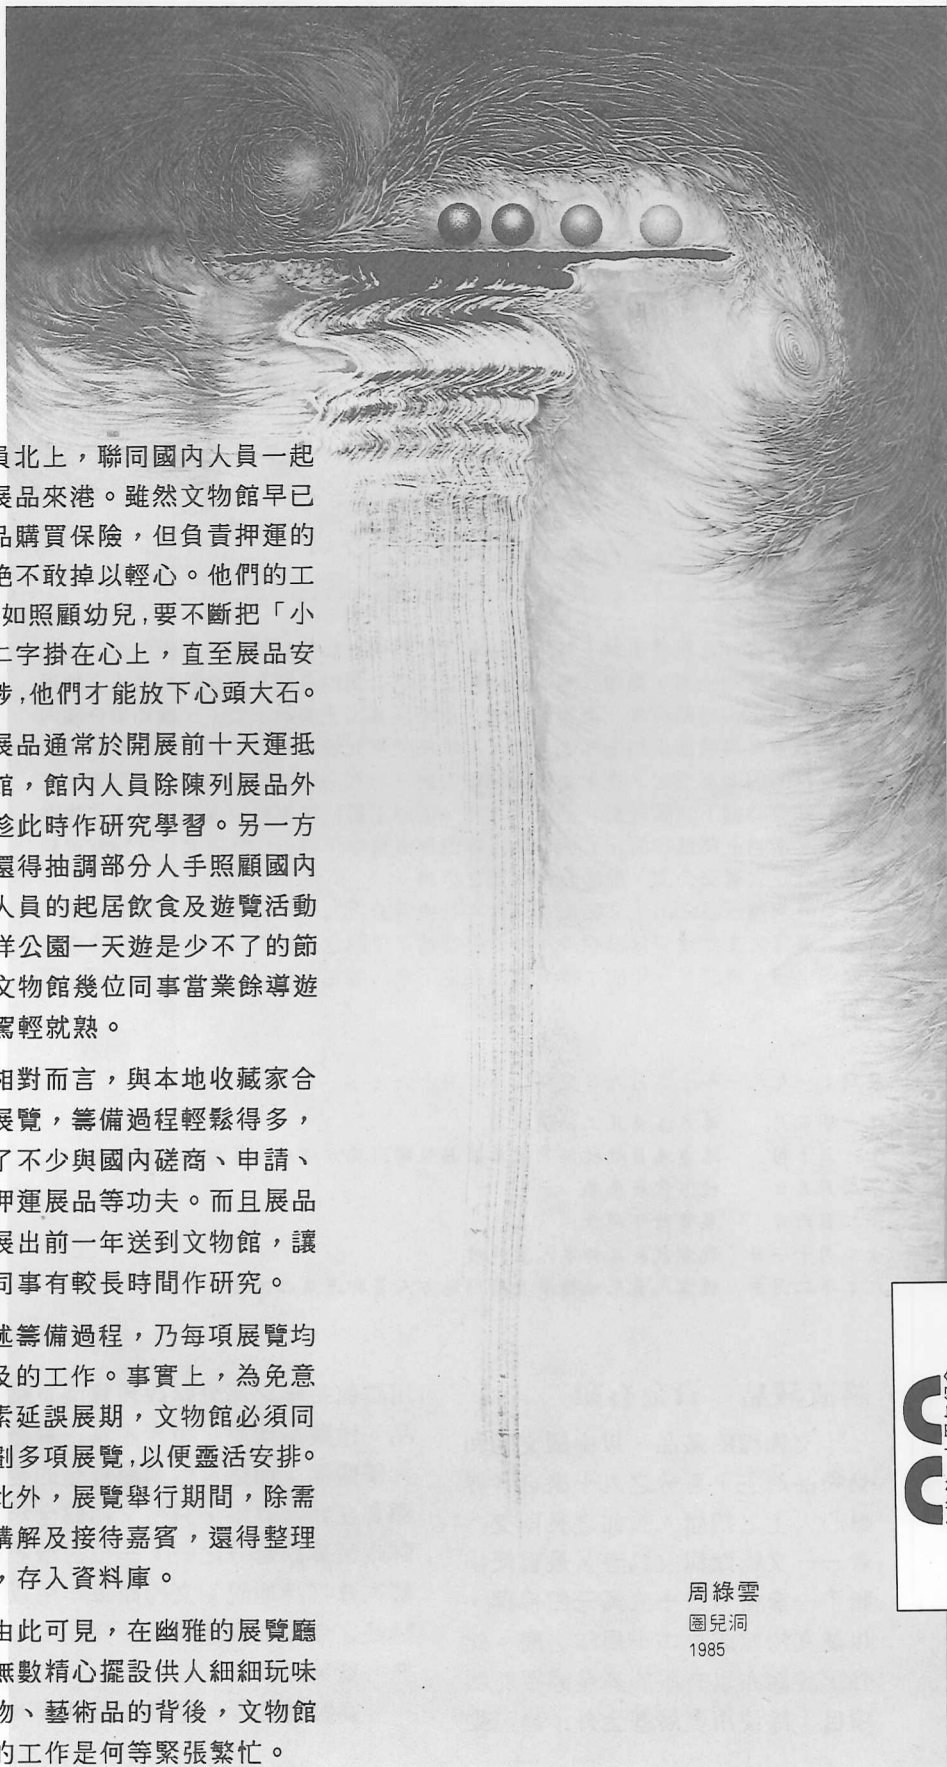 員北上，聯同國內人員一起
展品來港。雖然文物館早已
品購買保險，但負責押運的
絕不敢掉以輕心。他們的工
如照顧幼兒，要不斷把「小
二字掛在心上，直至展品安
涉，他們才能放下心頭大石。
展品通常於開展前十天運抵
館，館內人員除陳列展品外
趁此時作研究學習。另一方
還得抽調部分人手照顧國內
人員的起居飲食及遊覽活動
洋公園一天遊是少不了的節
文物館幾位同事當業餘導遊
駕輕就熟。
相對而言，與本地收藏家合
展覽，籌備過程輕鬆得多，
了不少與國內磋商、申請、
押運展品等功夫。而且展品
展出前一年送到文物館，讓
同事有較長時間作研究。
述籌備過程，乃每項展覽均
及的工作。事實上，為免意
素延誤展期，文物館必須同
劃多項展覽，以便靈活安排。
此外，展覽舉行期間，除需
講解及接待嘉賓，還得整理
，存入資料庫。
由此可見，在幽雅的展覽廳
無數精心擺設供人細細玩味
物、藝術品的背後，文物館
的工作是何等緊張繁忙。
周綠雲
圈兒洞
1985